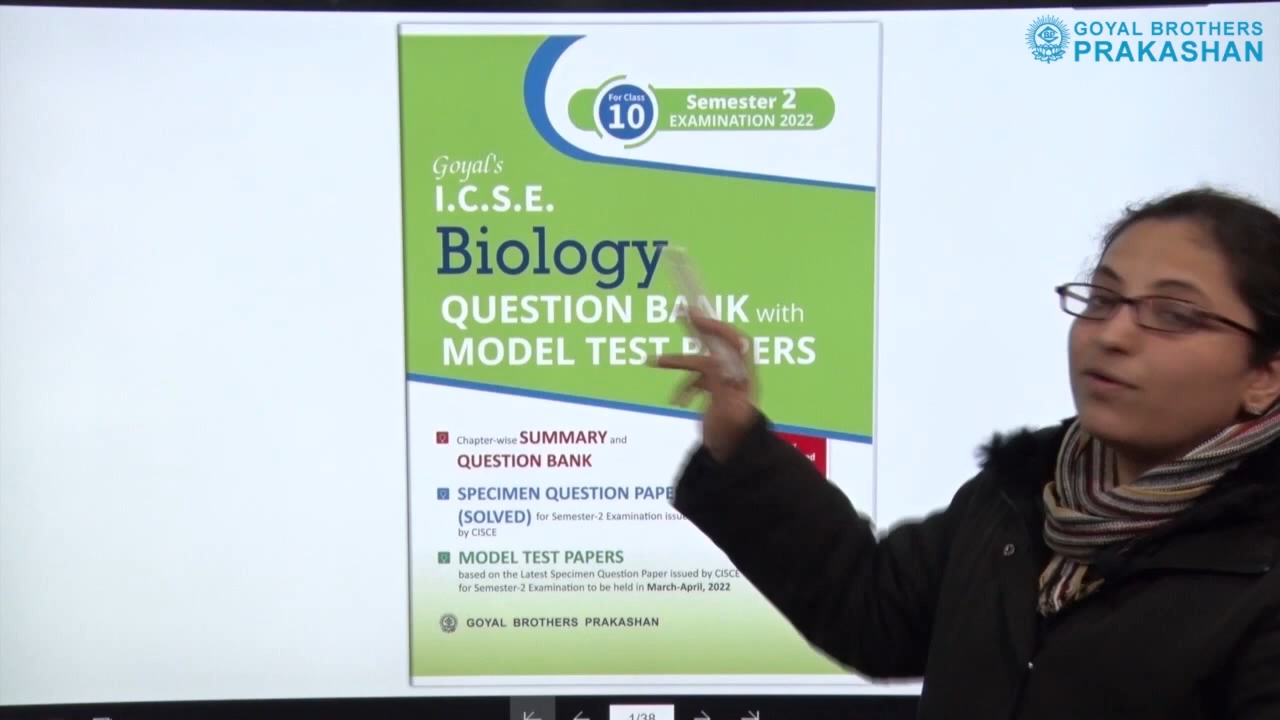 GOYAL BROTHERS
PRAKASHAN
For Class
10
Semester 2
EXAMINATION 2022
Goyal's
I.C.S.E.
Biology
QUESTION BANK with
MODEL TEST PAPERS
Chapter-wise SUMMARY and
QUESTION BANK
SPECIMEN QUESTION
(SOLVED) for Semester-2 Examination
by CISCE
MODEL TEST PAPERS
based on the Latest Specimen Question Paper issued by CISCE
for Semester-2 Examination to be held in March-April, 2022
GOYAL BROTHERS PRAKASHAN
1/38